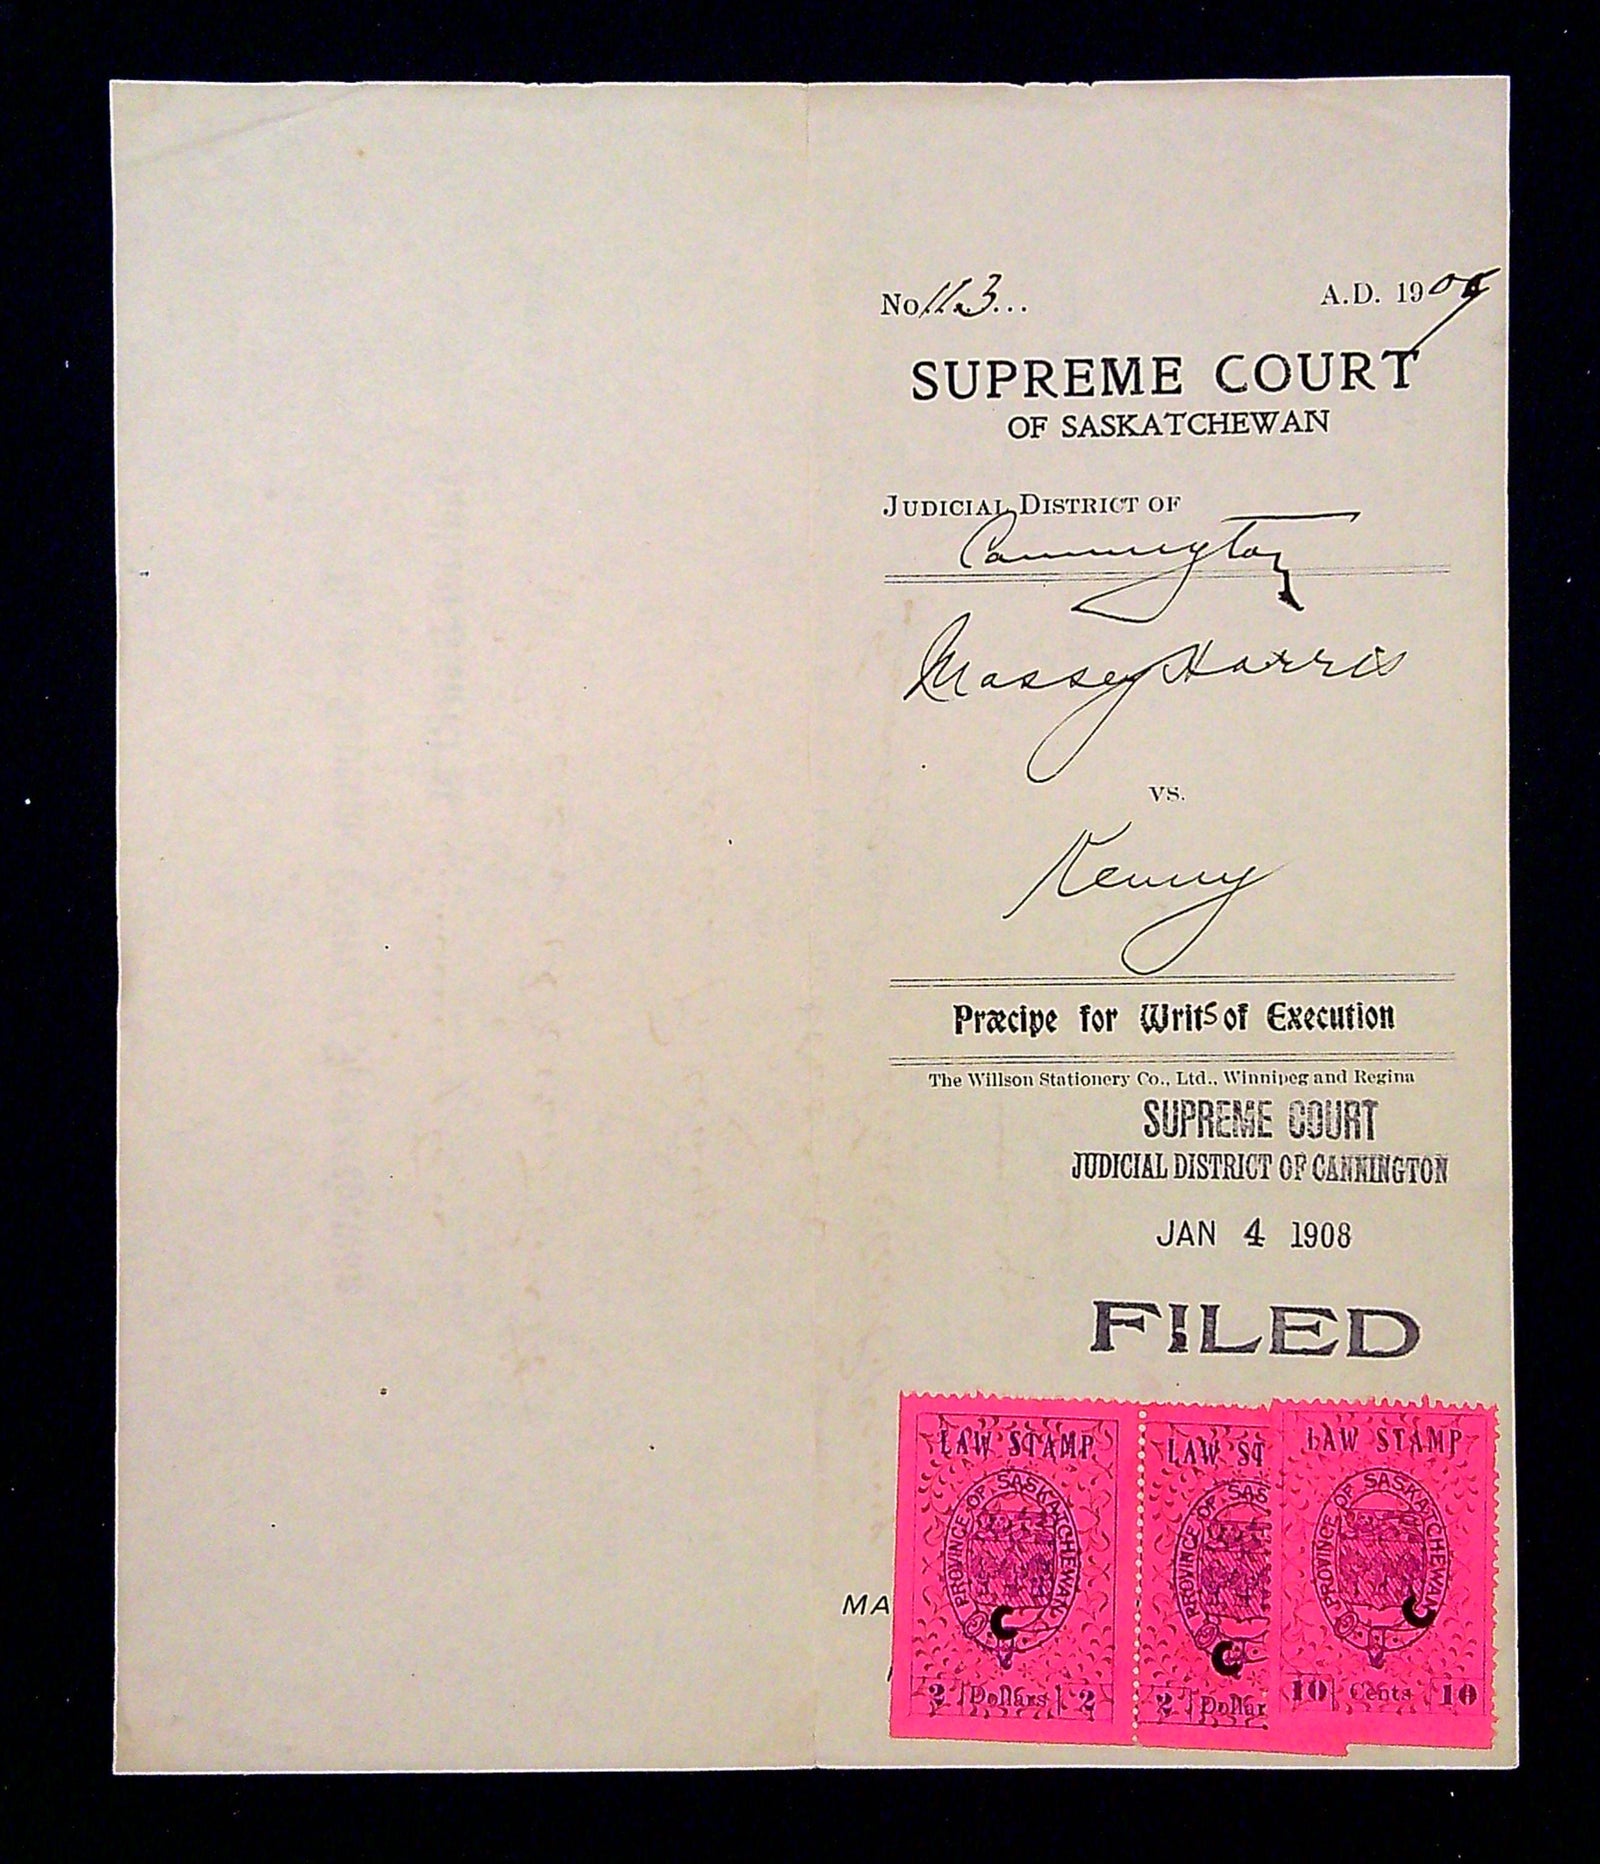 No. 113... A.D. 190
SUPREME COURT
OF SASKATCHEWAN
JUDICIAL DISTRICT OF
Cannington
Massey Harris
VS.
Kenny
Præcipe for Writs of Execution
The Willson Stationery Co., Ltd., Winnipeg and Regina
SUPREME COURT
JUDICIAL DISTRICT OF CANNINGTON
JAN 4 1908
FILED
LAW STAMP
PROVINCE OF SASKATCHEWAN
2 Dollars 2
LAW ST
PROVINCE OF SAS
2 Dollar
LAW STAMP
PROVINCE OF SASKATCHEWAN
10 Cents 10
MA